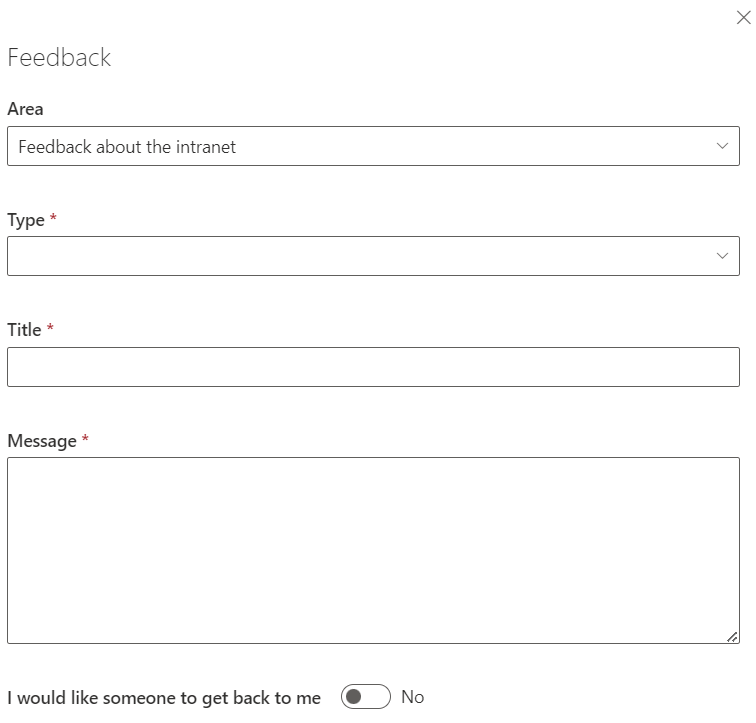 Feedback
Area
Feedback about the intranet
Type *
Title *
Message *
I would like someone to get back to me No